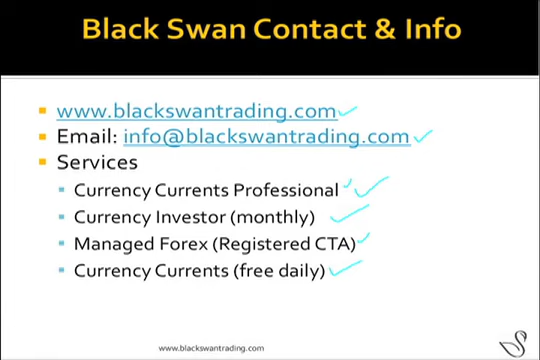 Black Swan Contact & Info
www.blackswantrading.com
Email: info@blackswantrading.com
Services
Currency Currents Professional
Currency Investor (monthly)
Managed Forex (Registered CTA)
Currency Currents (free daily)
www.blackswantrading.com